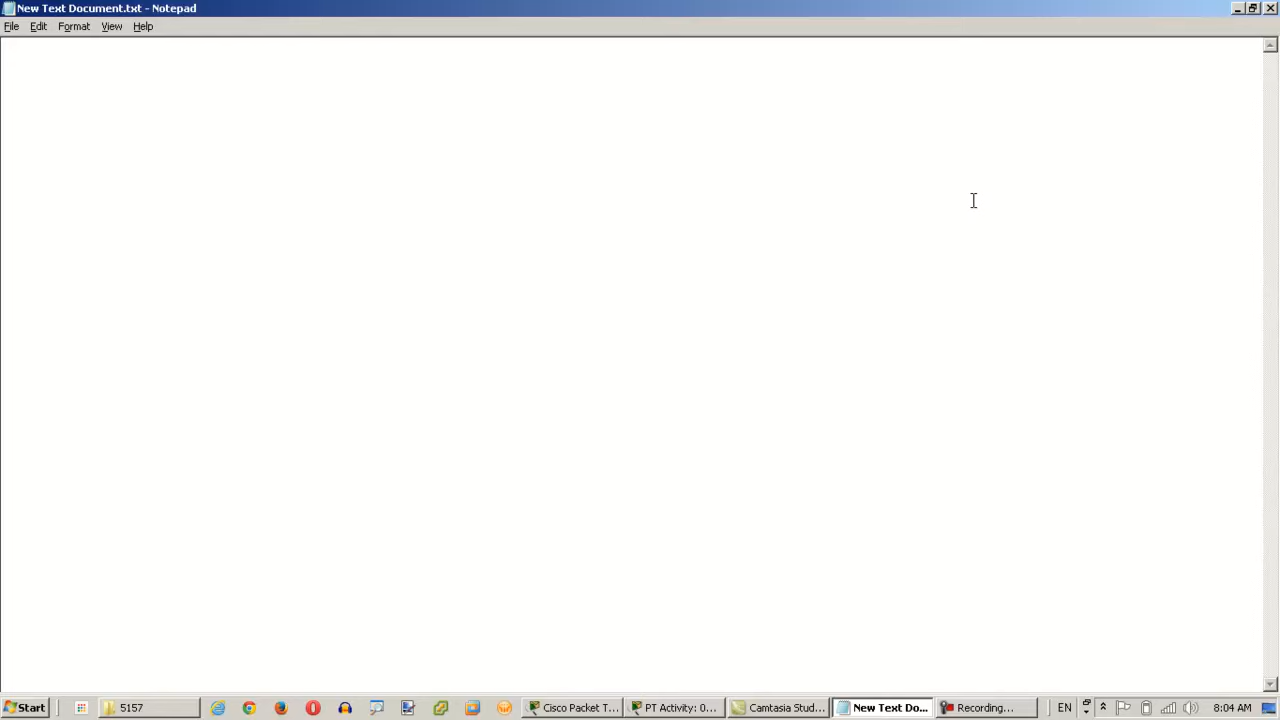 New Text Document.txt - Notepad
File Edit Format View Help
Start 5157 Cisco Packet T... PT Activity: 0... Camtasia Stud... New Text Do... Recording... EN 8:04 AM